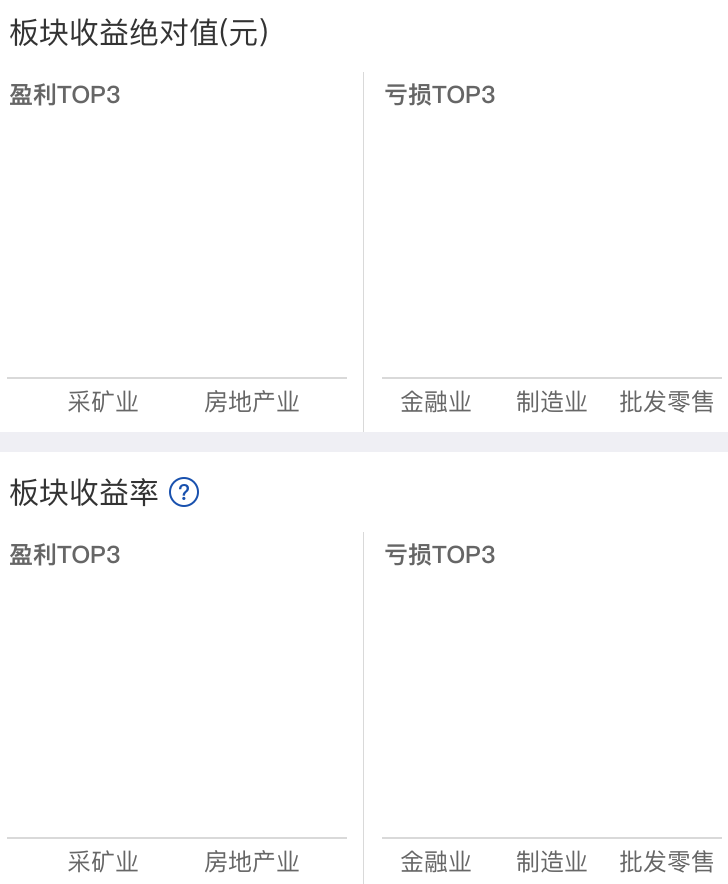 板块收益绝对值(元)
盈利TOP3
亏损TOP3
采矿业 房地产业
金融业 制造业 批发零售
板块收益率 ?
盈利TOP3
亏损TOP3
采矿业 房地产业
金融业 制造业 批发零售